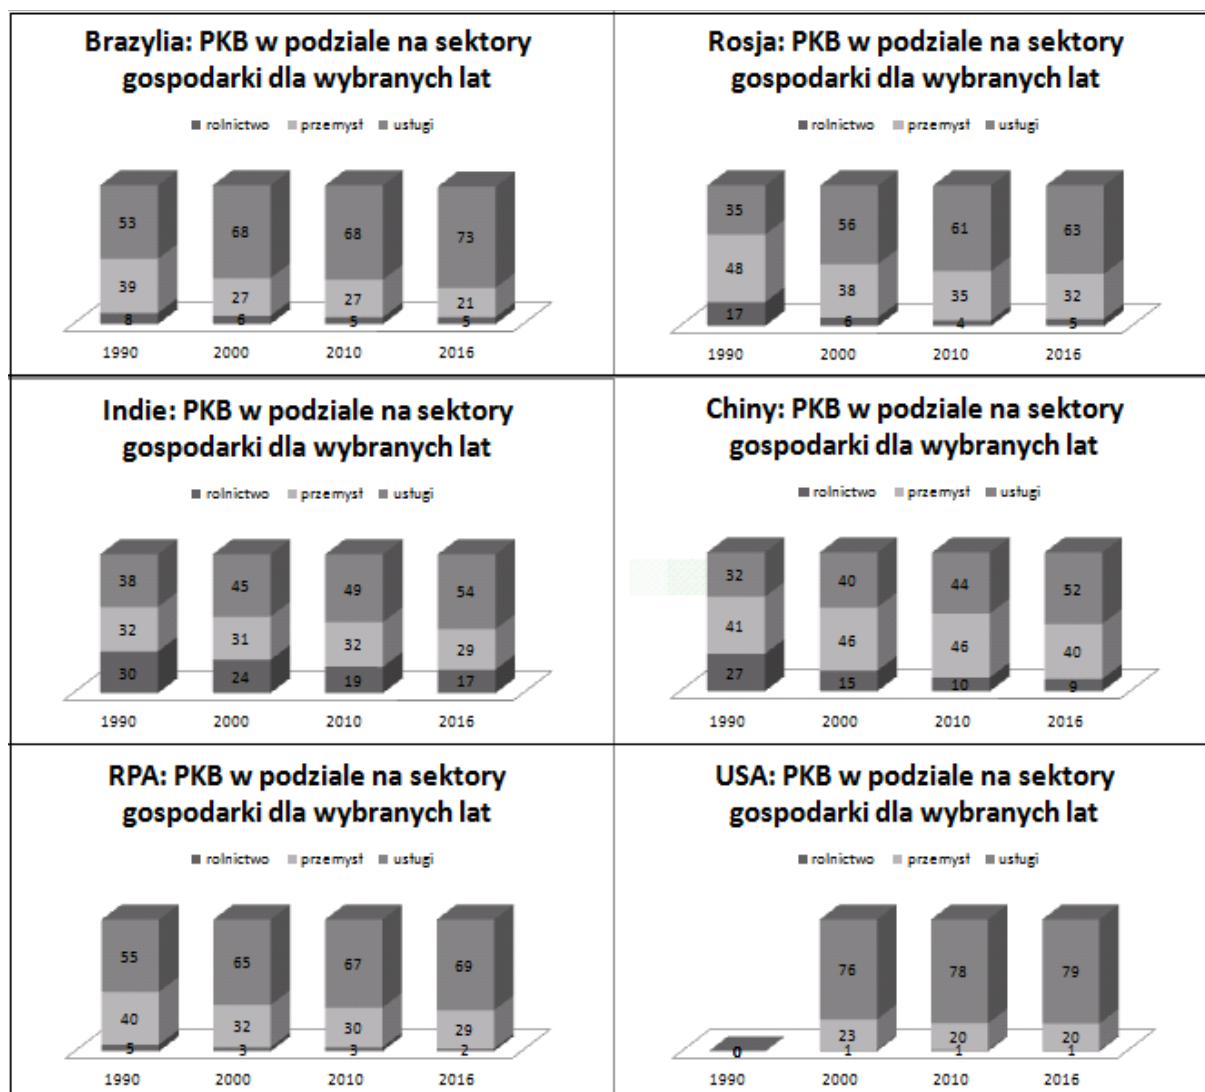 Brazylia: PKB w podziale na sektory
gospodarki dla wybranych lat
rolnictwo przemysł usługi
53 68 68 73
39 27 27 21
8 6 5 5
1990 2000 2010 2016
Rosja: PKB w podziale na sektory
gospodarki dla wybranych lat
rolnictwo przemysł usługi
35 56 61 63
48 38 35 32
17 6 4 5
1990 2000 2010 2016
Indie: PKB w podziale na sektory
gospodarki dla wybranych lat
rolnictwo przemysł usługi
38 45 49 54
32 31 32 29
30 24 19 17
1990 2000 2010 2016
Chiny: PKB w podziale na sektory
gospodarki dla wybranych lat
rolnictwo przemysł usługi
32 40 44 52
41 46 46 40
27 15 10 9
1990 2000 2010 2016
RPA: PKB w podziale na sektory
gospodarki dla wybranych lat
rolnictwo przemysł usługi
55 65 67 69
40 32 30 29
5 3 3 2
1990 2000 2010 2016
USA: PKB w podziale na sektory
gospodarki dla wybranych lat
rolnictwo przemysł usługi
76 78 79
23 20 20
0 1 1 1
1990 2000 2010 2016